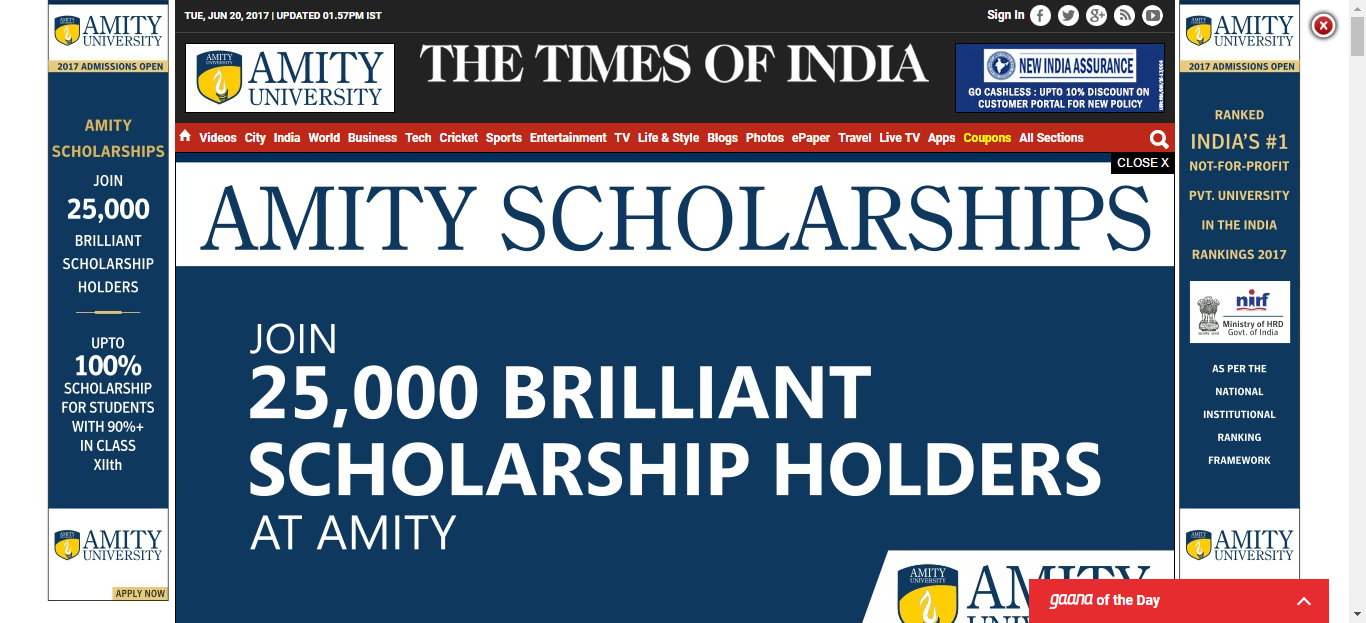 AMITY
UNIVERSITY
2017 ADMISSIONS OPEN
AMITY
SCHOLARSHIPS
JOIN
25,000
BRILLIANT
SCHOLARSHIP
HOLDERS
UPTO
100%
SCHOLARSHIP
FOR STUDENTS
WITH 90%+
IN CLASS
XIIth
AMITY
UNIVERSITY
APPLY NOW
TUE, JUN 20, 2017 | UPDATED 01.57PM IST
Sign In
AMITY
UNIVERSITY
AMITY
UNIVERSITY
THE TIMES OF INDIA
NEW INDIA ASSURANCE
GO CASHLESS : UPTO 10% DISCOUNT ON
CUSTOMER PORTAL FOR NEW POLICY
Videos City India World Business Tech Cricket Sports Entertainment TV Life & Style Blogs Photos ePaper Travel Live TV Apps Coupons All Sections
CLOSE X
AMITY SCHOLARSHIPS
JOIN
25,000 BRILLIANT
SCHOLARSHIP HOLDERS
AT AMITY
AMITY
UNIVERSITY
AMITY
gaana of the Day
AMITY
UNIVERSITY
2017 ADMISSIONS OPEN
RANKED
INDIA'S #1
NOT-FOR-PROFIT
PVT. UNIVERSITY
IN THE INDIA
RANKINGS 2017
nirf
Ministry of HRD
Govt. of India
AS PER THE
NATIONAL
INSTITUTIONAL
RANKING
FRAMEWORK
AMITY
UNIVERSITY